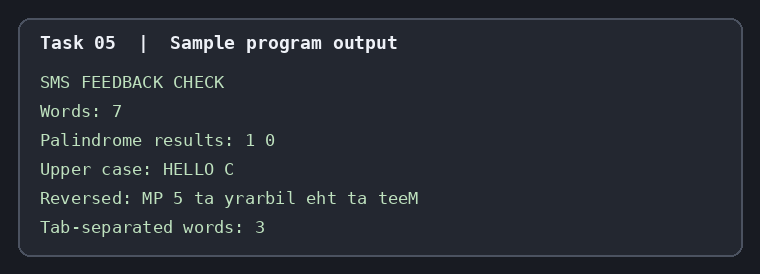 Task 05  |  Sample program output
SMS FEEDBACK CHECK
Words: 7
Palindrome results: 1 0
Upper case: HELLO C
Reversed: MP 5 ta yrarbil eht ta teeM
Tab-separated words: 3